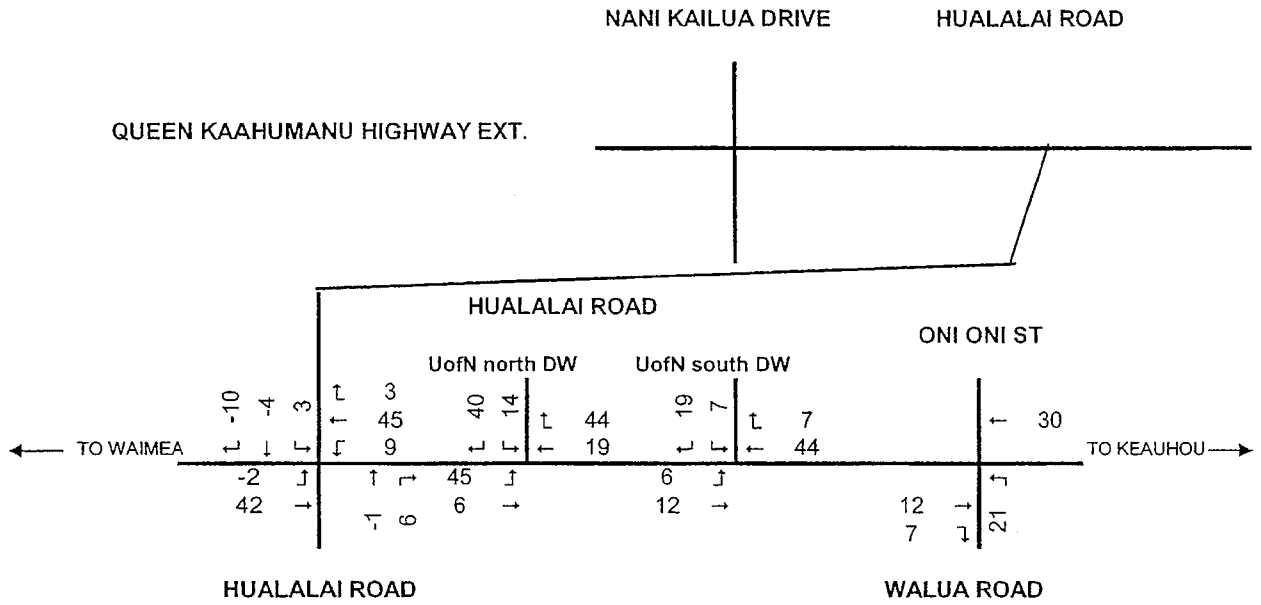 NANI KAILUA DRIVE HUALALAI ROAD
QUEEN KAAHUMANU HIGHWAY EXT.
HUALALAI ROAD
ONI ONI ST
UofN north DW UofN south DW
-10 -4 3 3 40 14 44 19 7 7 30
45
TO WAIMEA 9 19 44 TO KEAUHOU
-2 45 6
42 6 12 12
-1 6 7 21
HUALALAI ROAD WALUA ROAD